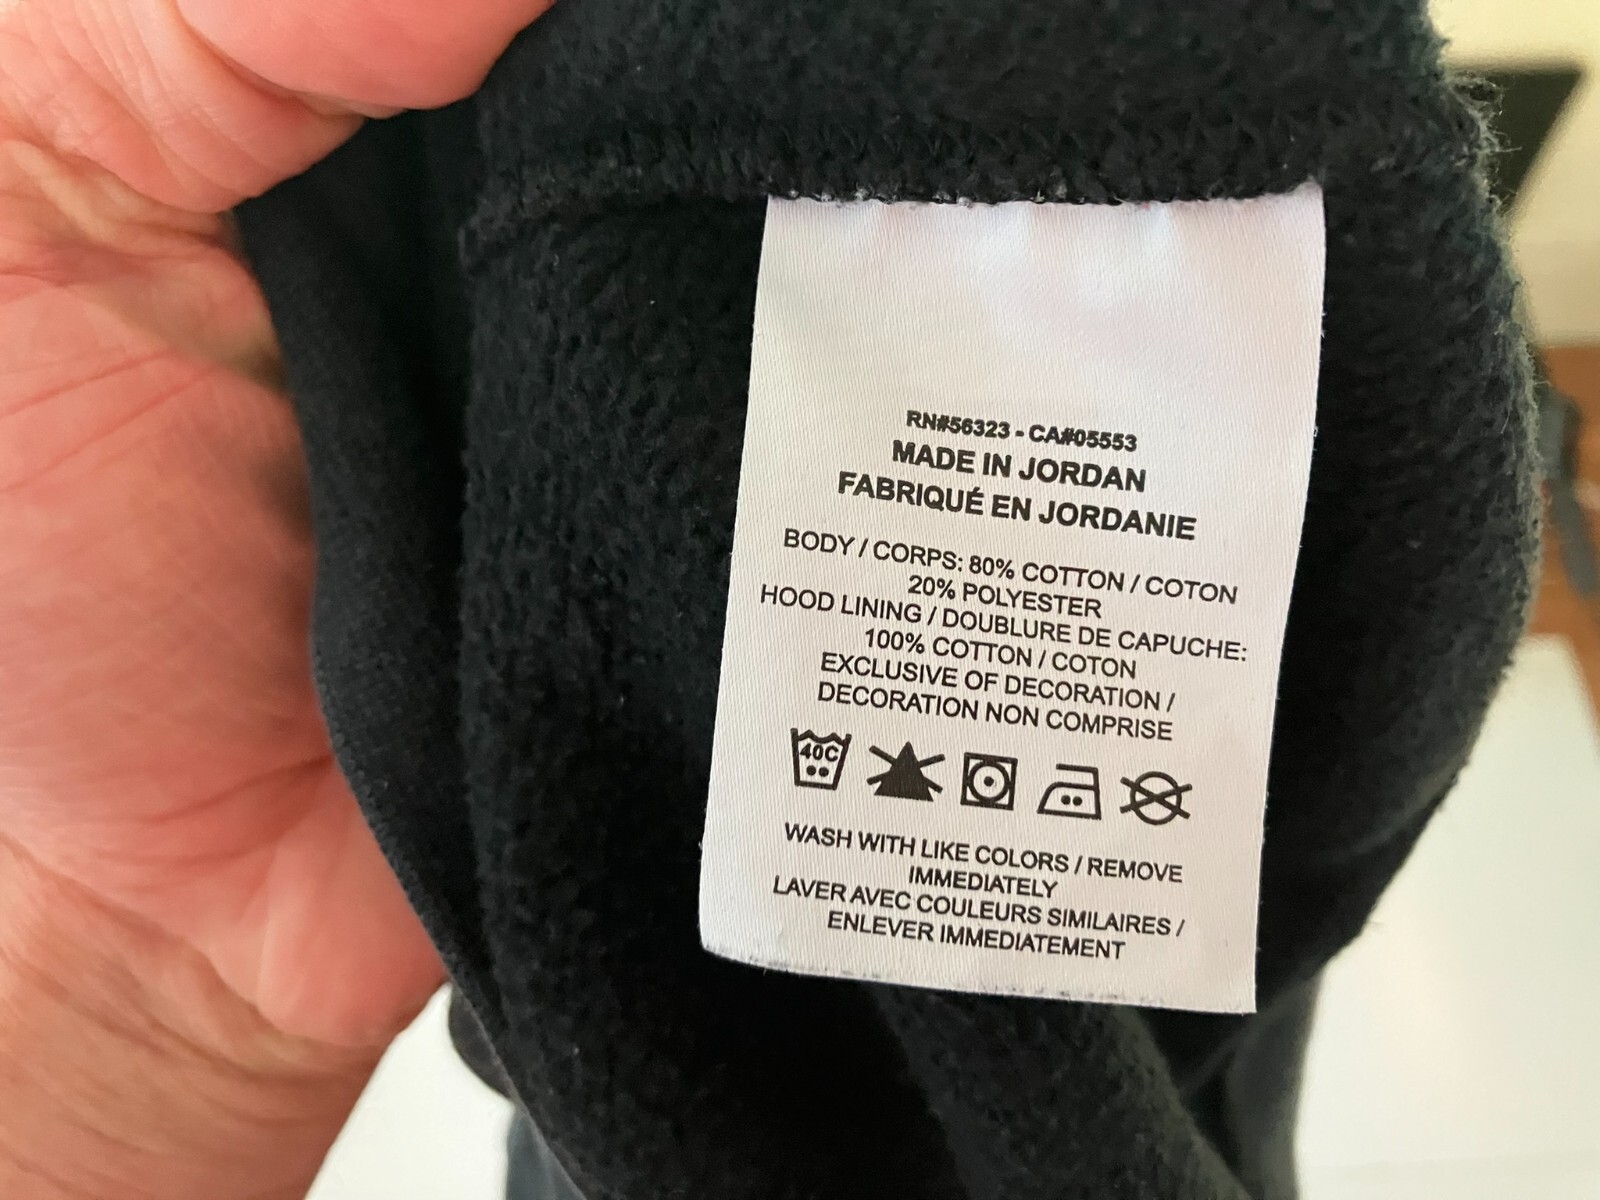 RN#56323 - CA#05553
MADE IN JORDAN
FABRIQUÉ EN JORDANIE
BODY / CORPS: 80% COTTON / COTON
20% POLYESTER
HOOD LINING / DOUBLURE DE CAPUCHE:
100% COTTON / COTON
EXCLUSIVE OF DECORATION /
DECORATION NON COMPRISE
40C
WASH WITH LIKE COLORS / REMOVE
IMMEDIATELY
LAVER AVEC COULEURS SIMILAIRES /
ENLEVER IMMEDIATEMENT